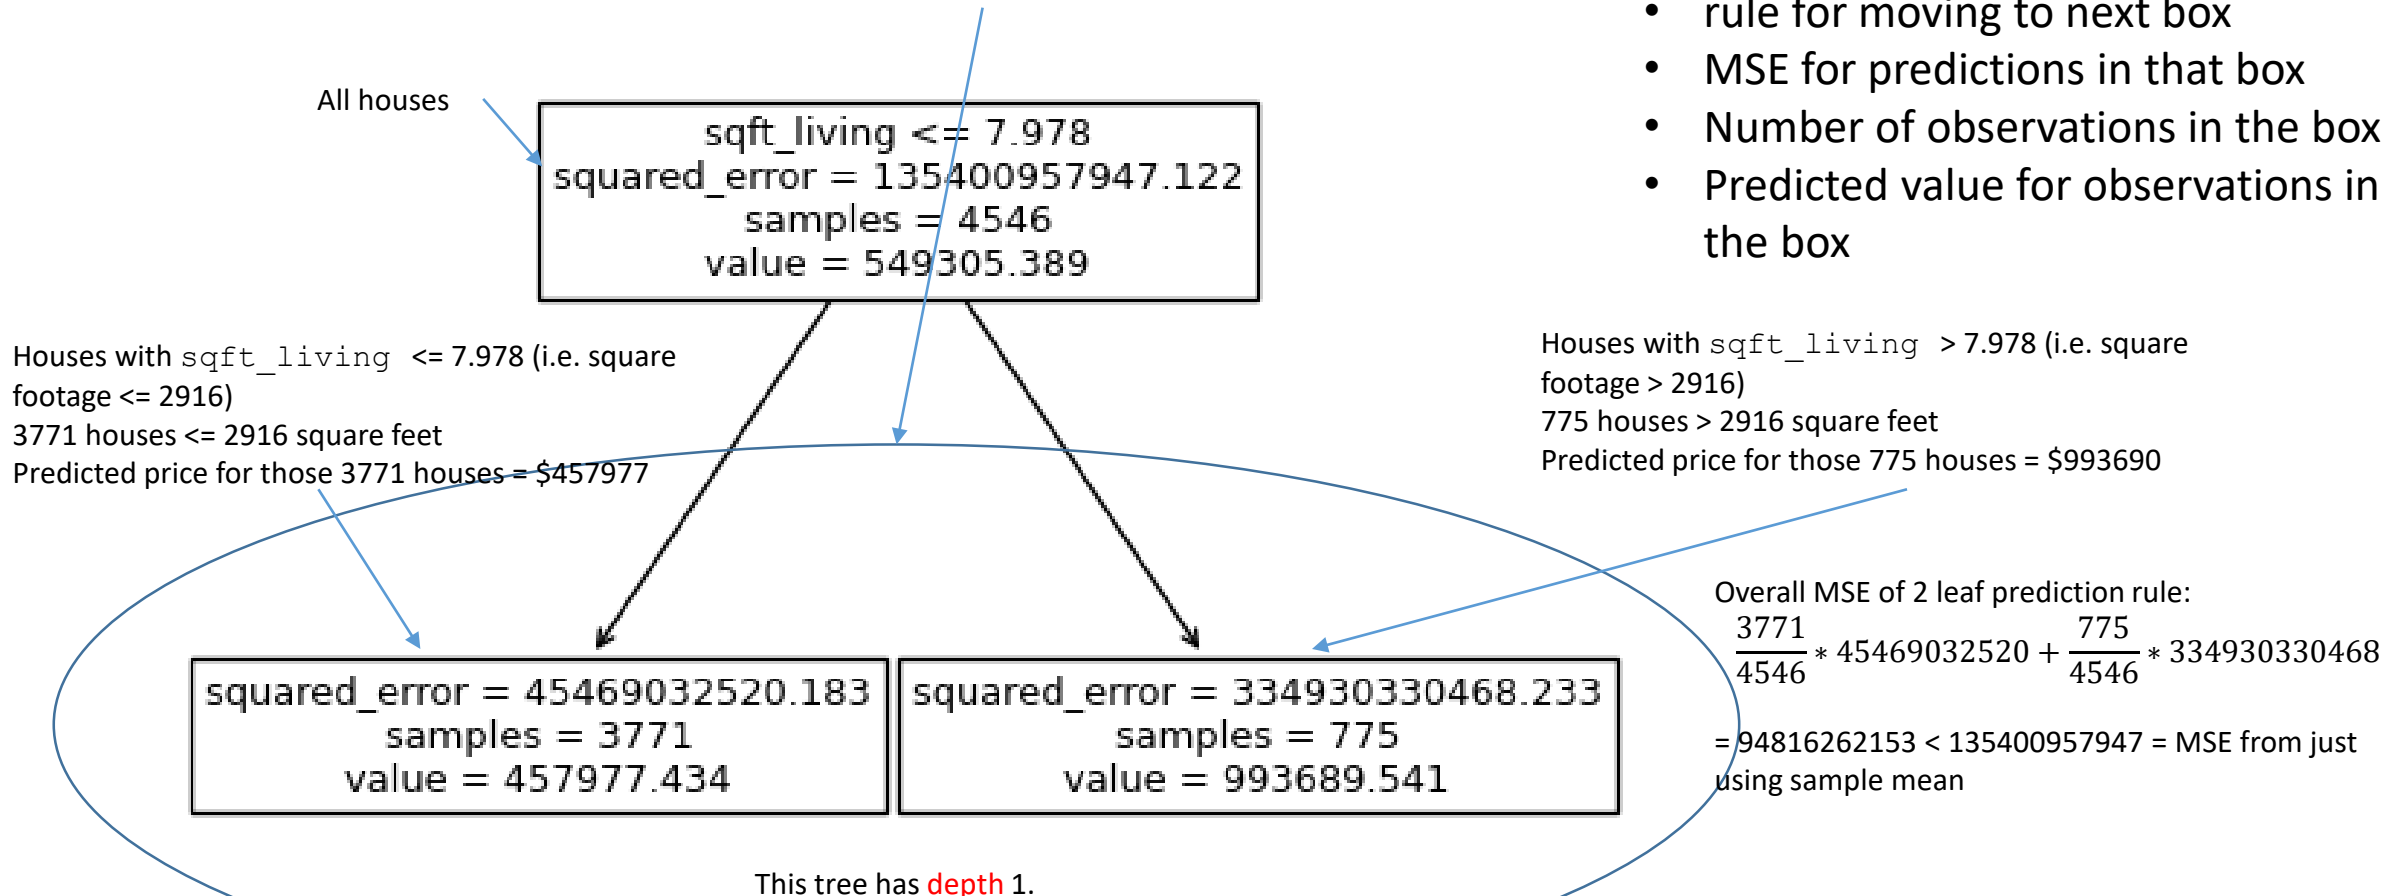 • rule for moving to next box
• MSE for predictions in that box
• Number of observations in the box
• Predicted value for observations in
the box
All houses
sqft_living <= 7.978
squared_error = 135400957947.122
samples = 4546
value = 549305.389
Houses with sqft_living <= 7.978 (i.e. square
footage <= 2916)
3771 houses <= 2916 square feet
Predicted price for those 3771 houses = $457977
Houses with sqft_living > 7.978 (i.e. square
footage > 2916)
775 houses > 2916 square feet
Predicted price for those 775 houses = $993690
squared_error = 45469032520.183
samples = 3771
value = 457977.434
squared_error = 334930330468.233
samples = 775
value = 993689.541
Overall MSE of 2 leaf prediction rule:
3771/4546 * 45469032520 + 775/4546 * 334930330468
= 94816262153 < 135400957947 = MSE from just
using sample mean
This tree has depth 1.